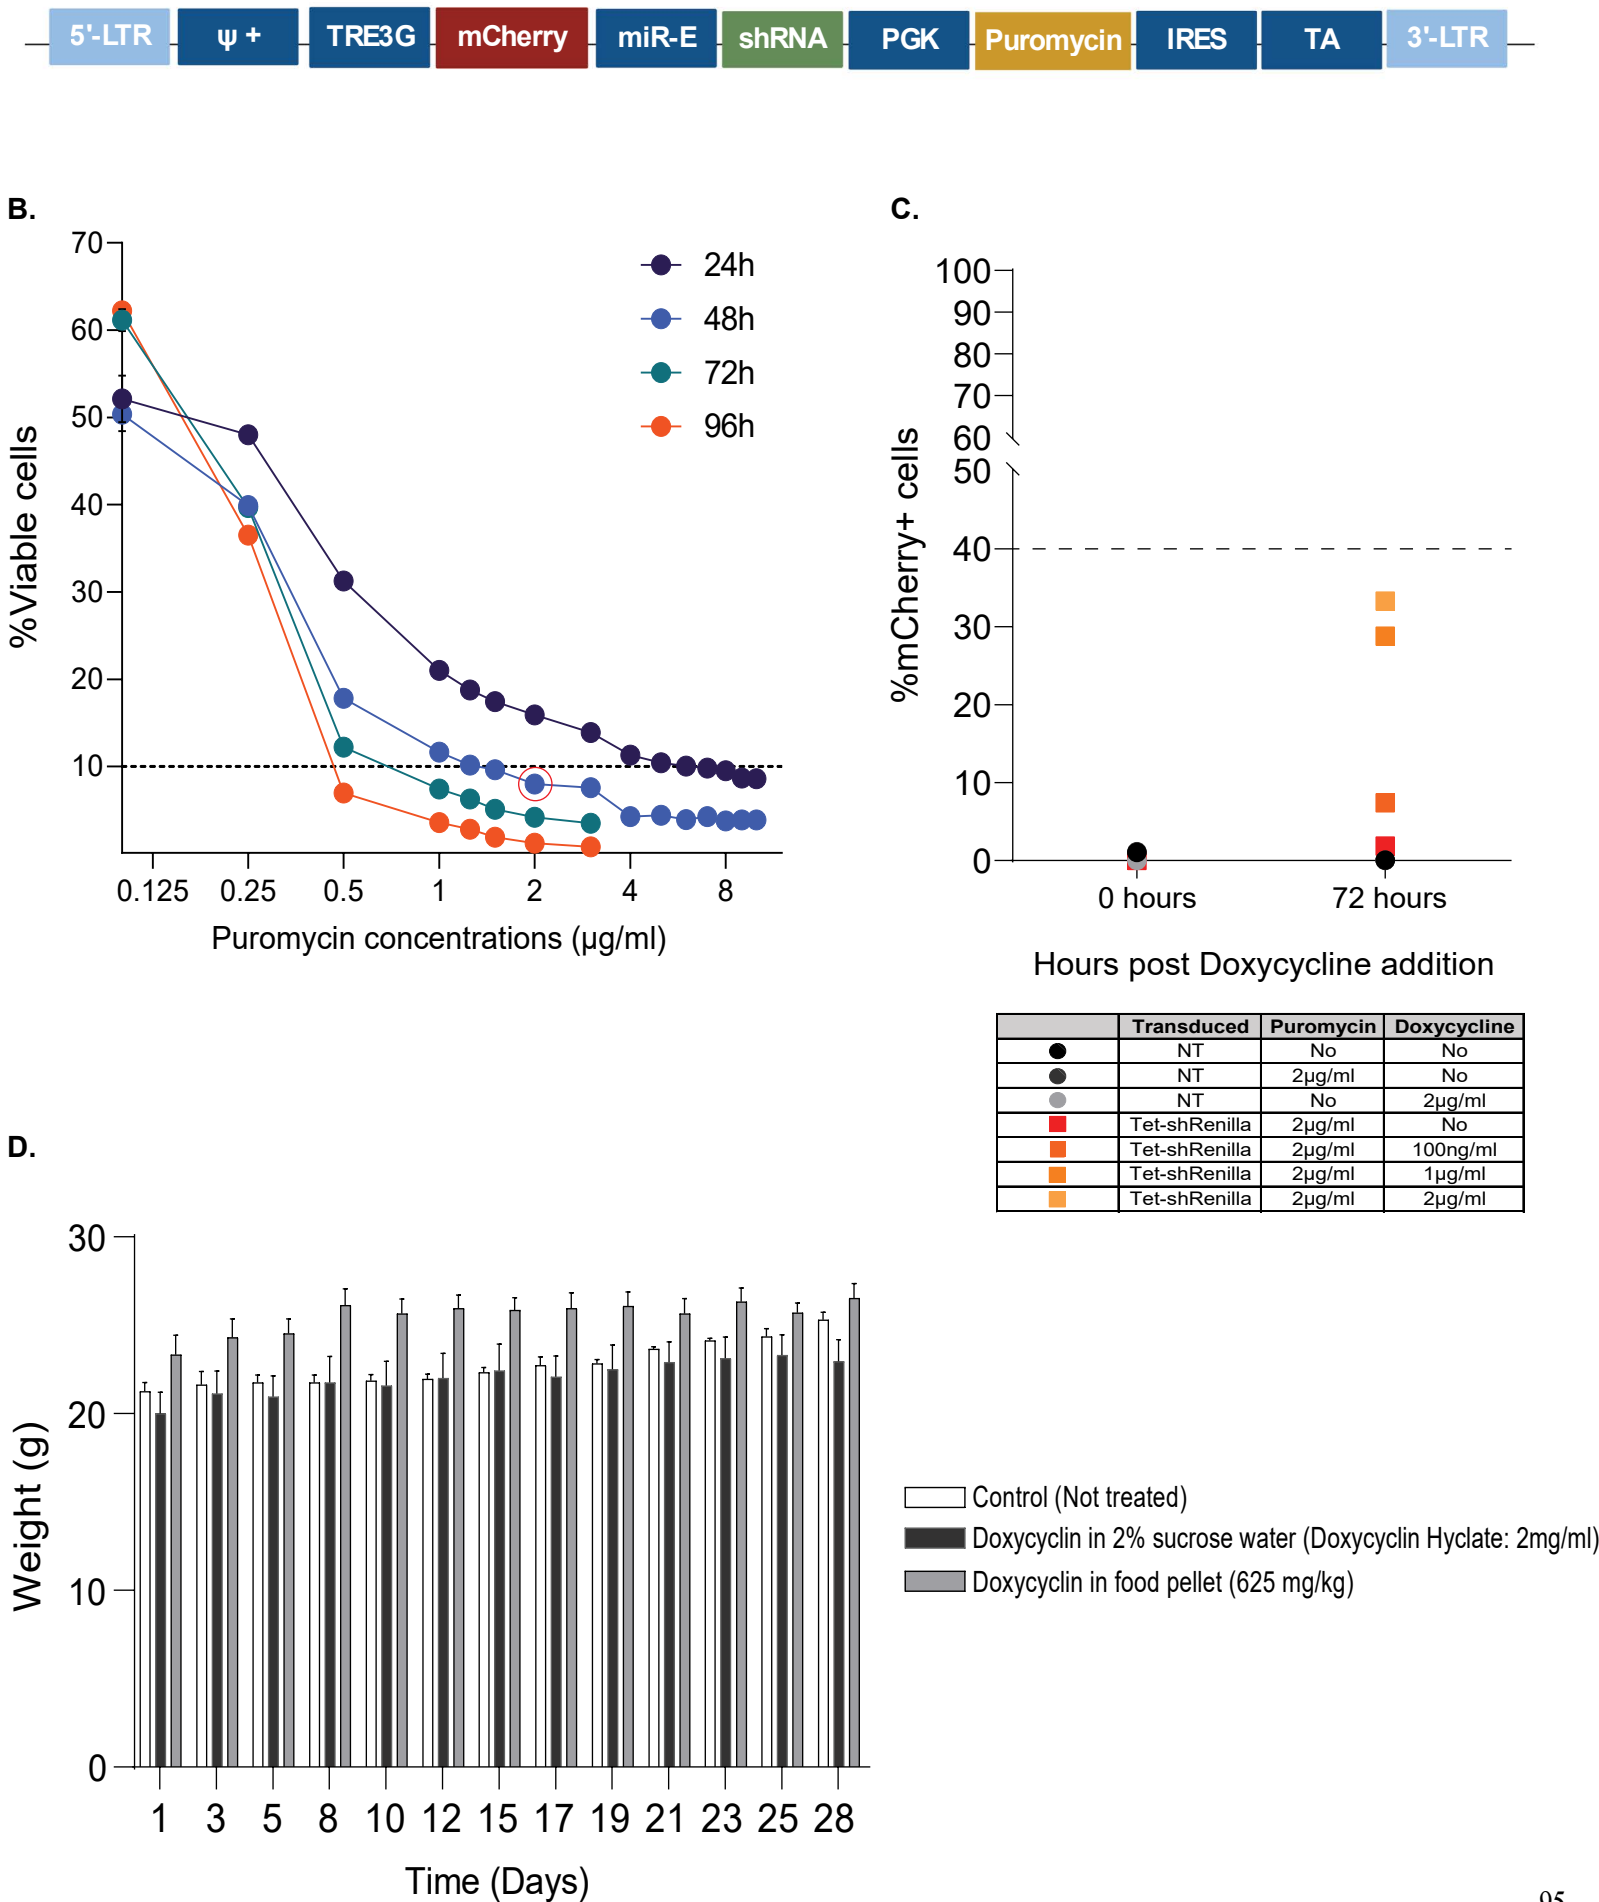 5'-LTR ψ + TRE3G mCherry miR-E shRNA PGK Puromycin IRES TA 3'-LTR
B.
70
60
50
40
30
20
10
%Viable cells
24h
48h
72h
96h
0.125 0.25 0.5 1 2 4 8
Puromycin concentrations (µg/ml)
C.
100
90
80
70
60
50
40
30
20
10
0
%mCherry+ cells
0 hours 72 hours
Hours post Doxycycline addition
Transduced Puromycin Doxycycline
NT No No
NT 2µg/ml No
NT No 2µg/ml
Tet-shRenilla 2µg/ml No
Tet-shRenilla 2µg/ml 100ng/ml
Tet-shRenilla 2µg/ml 1µg/ml
Tet-shRenilla 2µg/ml 2µg/ml
D.
30
20
10
0
Weight (g)
1 3 5 8 10 12 15 17 19 21 23 25 28
Time (Days)
Control (Not treated)
Doxycyclin in 2% sucrose water (Doxycyclin Hyclate: 2mg/ml)
Doxycyclin in food pellet (625 mg/kg)
95